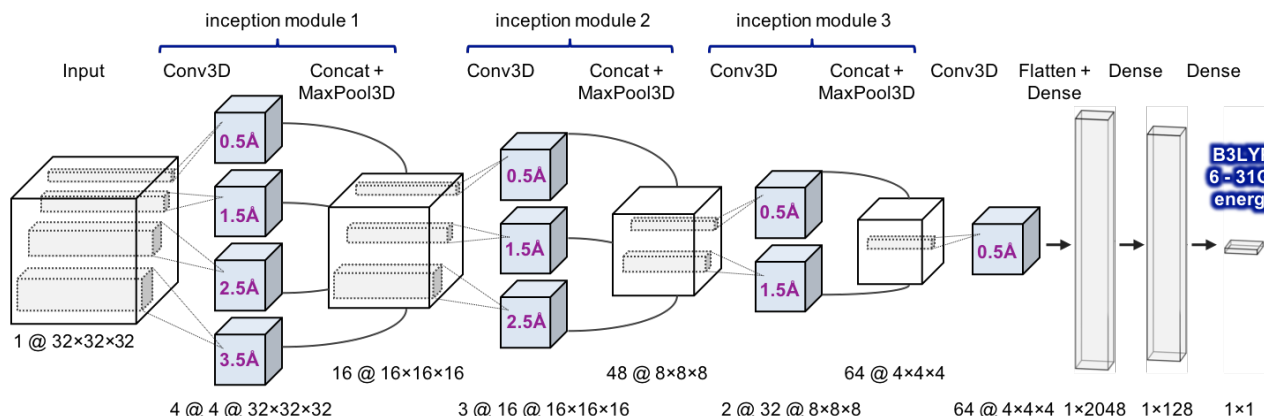 inception module 1
inception module 2
inception module 3
Input
Conv3D
Concat +
MaxPool3D
Conv3D
Concat +
MaxPool3D
Conv3D
Concat +
MaxPool3D
Conv3D
Flatten +
Dense
Dense
Dense
0.5Å
1.5Å
2.5Å
3.5Å
0.5Å
1.5Å
2.5Å
0.5Å
1.5Å
0.5Å
6 - 31
energ
1 @ 32×32×32
16 @ 16×16×16
48 @ 8×8×8
64 @ 4×4×4
4 @ 4 @ 32×32×32
3 @ 16 @ 16×16×16
2 @ 32 @ 8×8×8
64 @ 4×4×4
1×2048
1×128
1×1